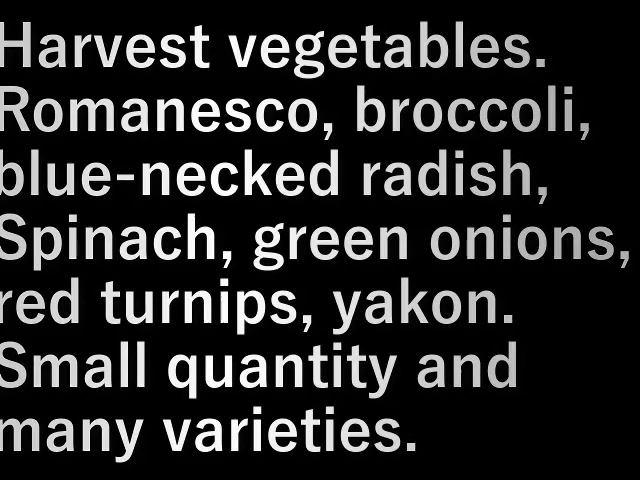 Harvest vegetables.
Romanesco, broccoli,
blue-necked radish,
Spinach, green onions,
red turnips, yakon.
Small quantity and
many varieties.